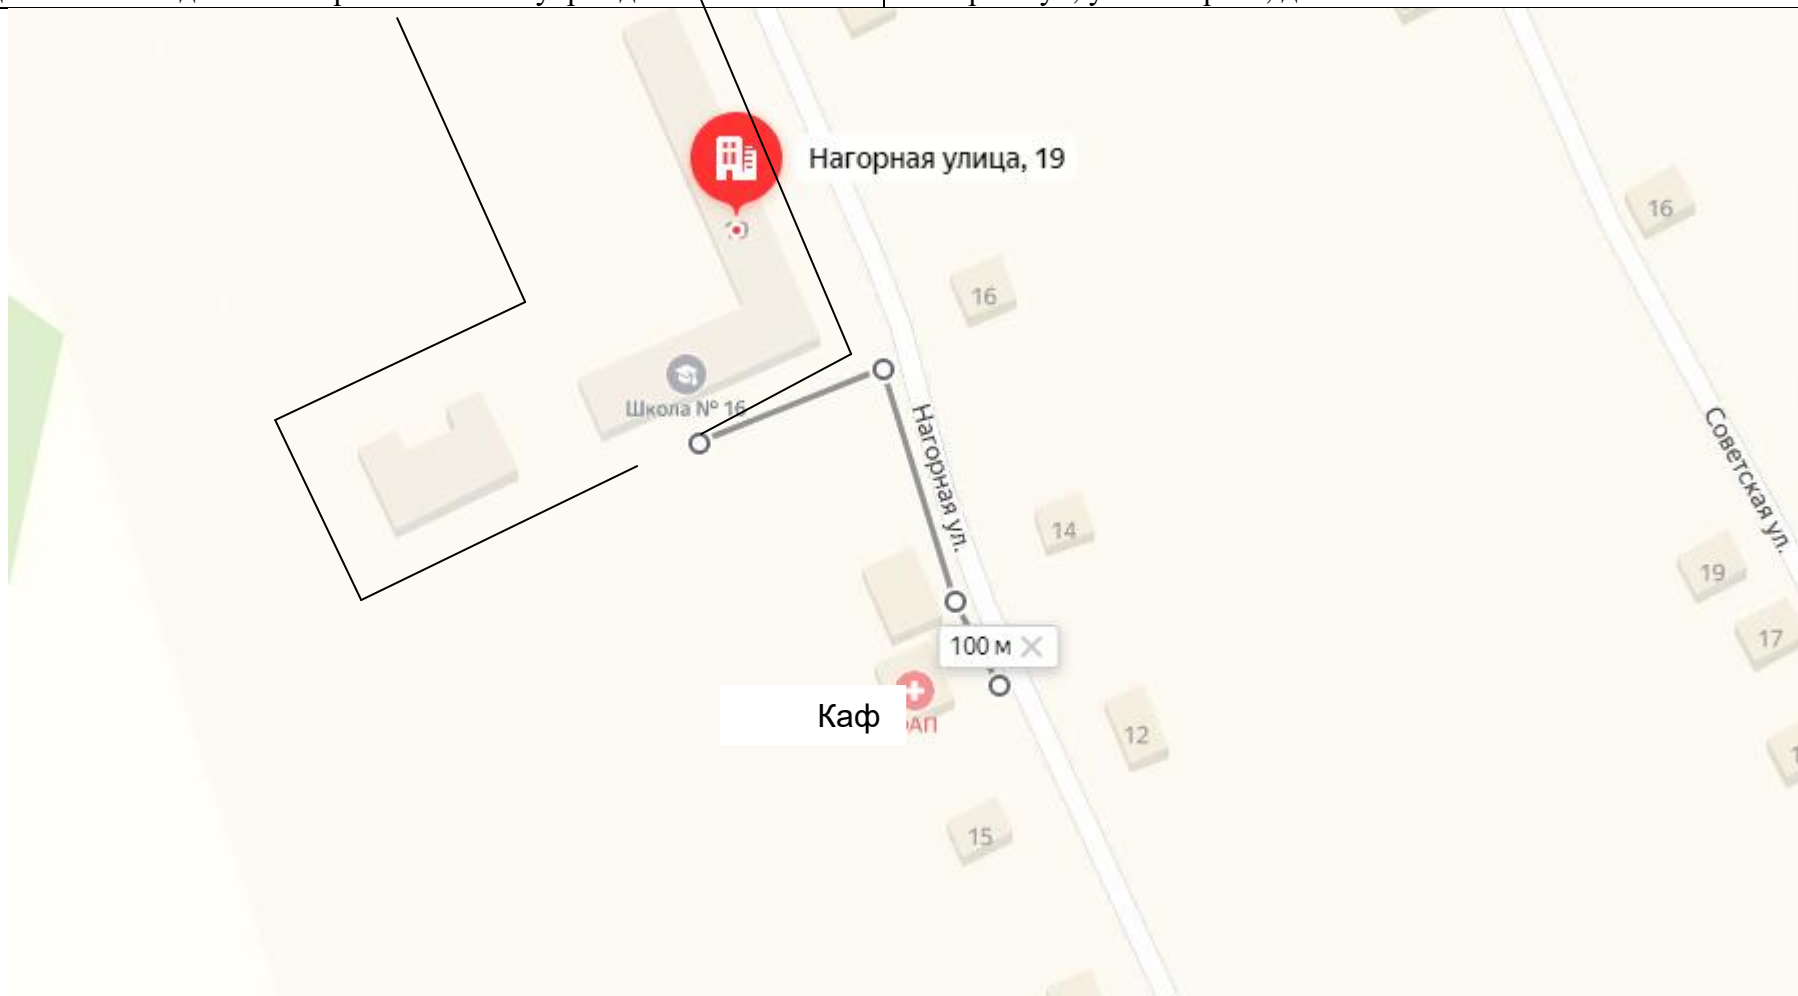 Нагорная улица, 19
16
16
Школа № 16
Нагорная ул.
Советская ул.
14
19
100 м
17
Каф
АП
12
15